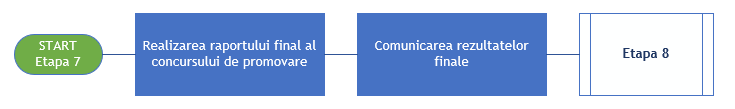 START
Etapa 7
Realizarea raportului final al
concursului de promovare
Comunicarea rezultatelor
finale
Etapa 8